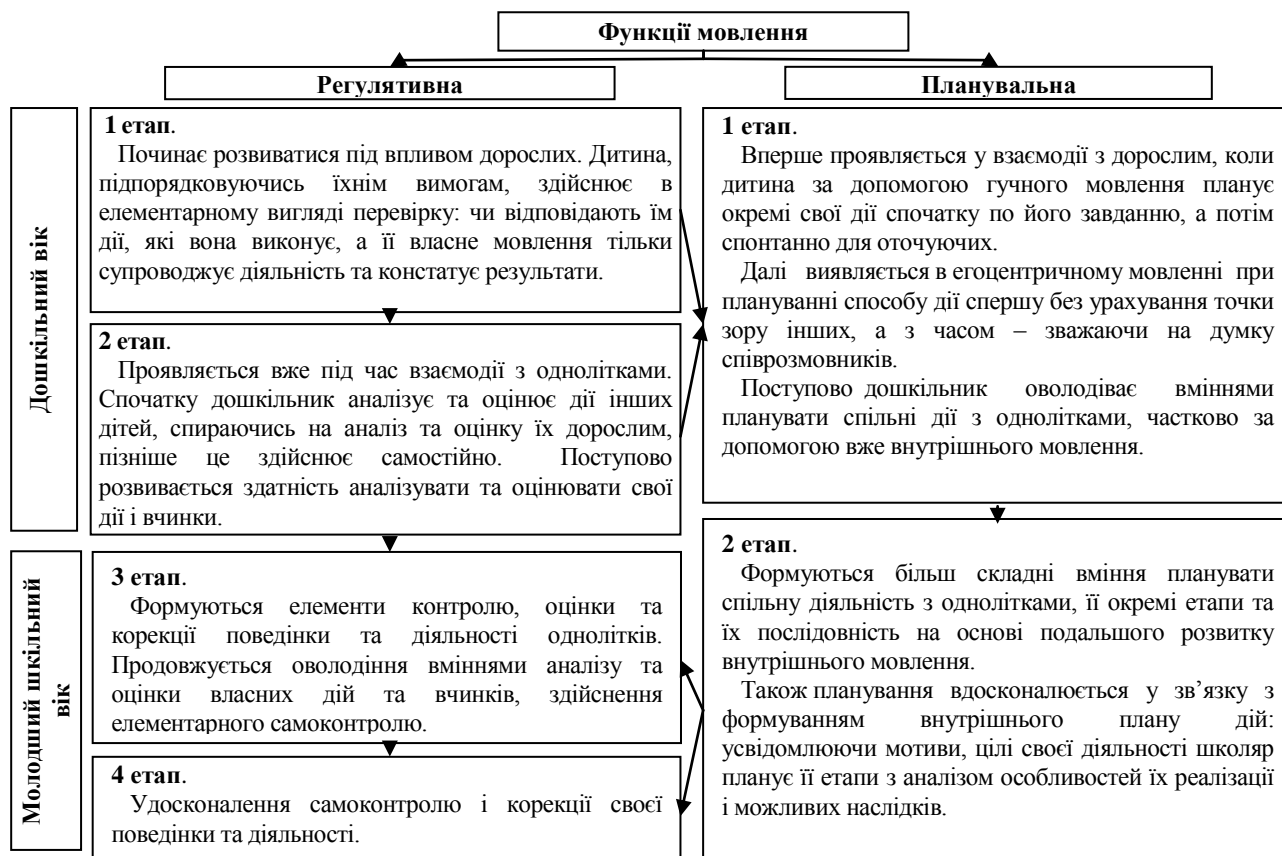 Функції мовлення
Регулятивна
Планувальна
Дошкільний вік
1 етап.
Починає розвиватися під впливом дорослих. Дитина,
підпорядковуючись їхнім вимогам, здійснює в
елементарному вигляді перевірку: чи відповідають їм
дії, які вона виконує, а її власне мовлення тільки
супроводжує діяльність та констатує результати.
2 етап.
Проявляється вже під час взаємодії з однолітками.
Спочатку дошкільник аналізує та оцінює дії інших
дітей, спираючись на аналіз та оцінку їх дорослим,
пізніше це здійснює самостійно. Поступово
розвивається здатність аналізувати та оцінювати свої
дії і вчинки.
1 етап.
Вперше проявляється у взаємодії з дорослим, коли
дитина за допомогою гучного мовлення планує
окремі свої дії спочатку по його завданню, а потім
спонтанно для оточуючих.
Далі виявляється в егоцентричному мовленні при
плануванні способу дії спершу без урахування точки
зору інших, а з часом – зважаючи на думку
співрозмовників.
Поступово дошкільник оволодіває вміннями
планувати спільні дії з однолітками, частково за
допомогою вже внутрішнього мовлення.
Молодший шкільний
вік
3 етап.
Формуються елементи контролю, оцінки та
корекції поведінки та діяльності однолітків.
Продовжується оволодіння вміннями аналізу та
оцінки власних дій та вчинків, здійснення
елементарного самоконтролю.
4 етап.
Удосконалення самоконтролю і корекції своєї
поведінки та діяльності.
2 етап.
Формуються більш складні вміння планувати
спільну діяльність з однолітками, її окремі етапи та
їх послідовність на основі подальшого розвитку
внутрішнього мовлення.
Також планування вдосконалюється у зв’язку з
формуванням внутрішнього плану дій:
усвідомлюючи мотиви, цілі своєї діяльності школяр
планує її етапи з аналізом особливостей їх реалізації
і можливих наслідків.